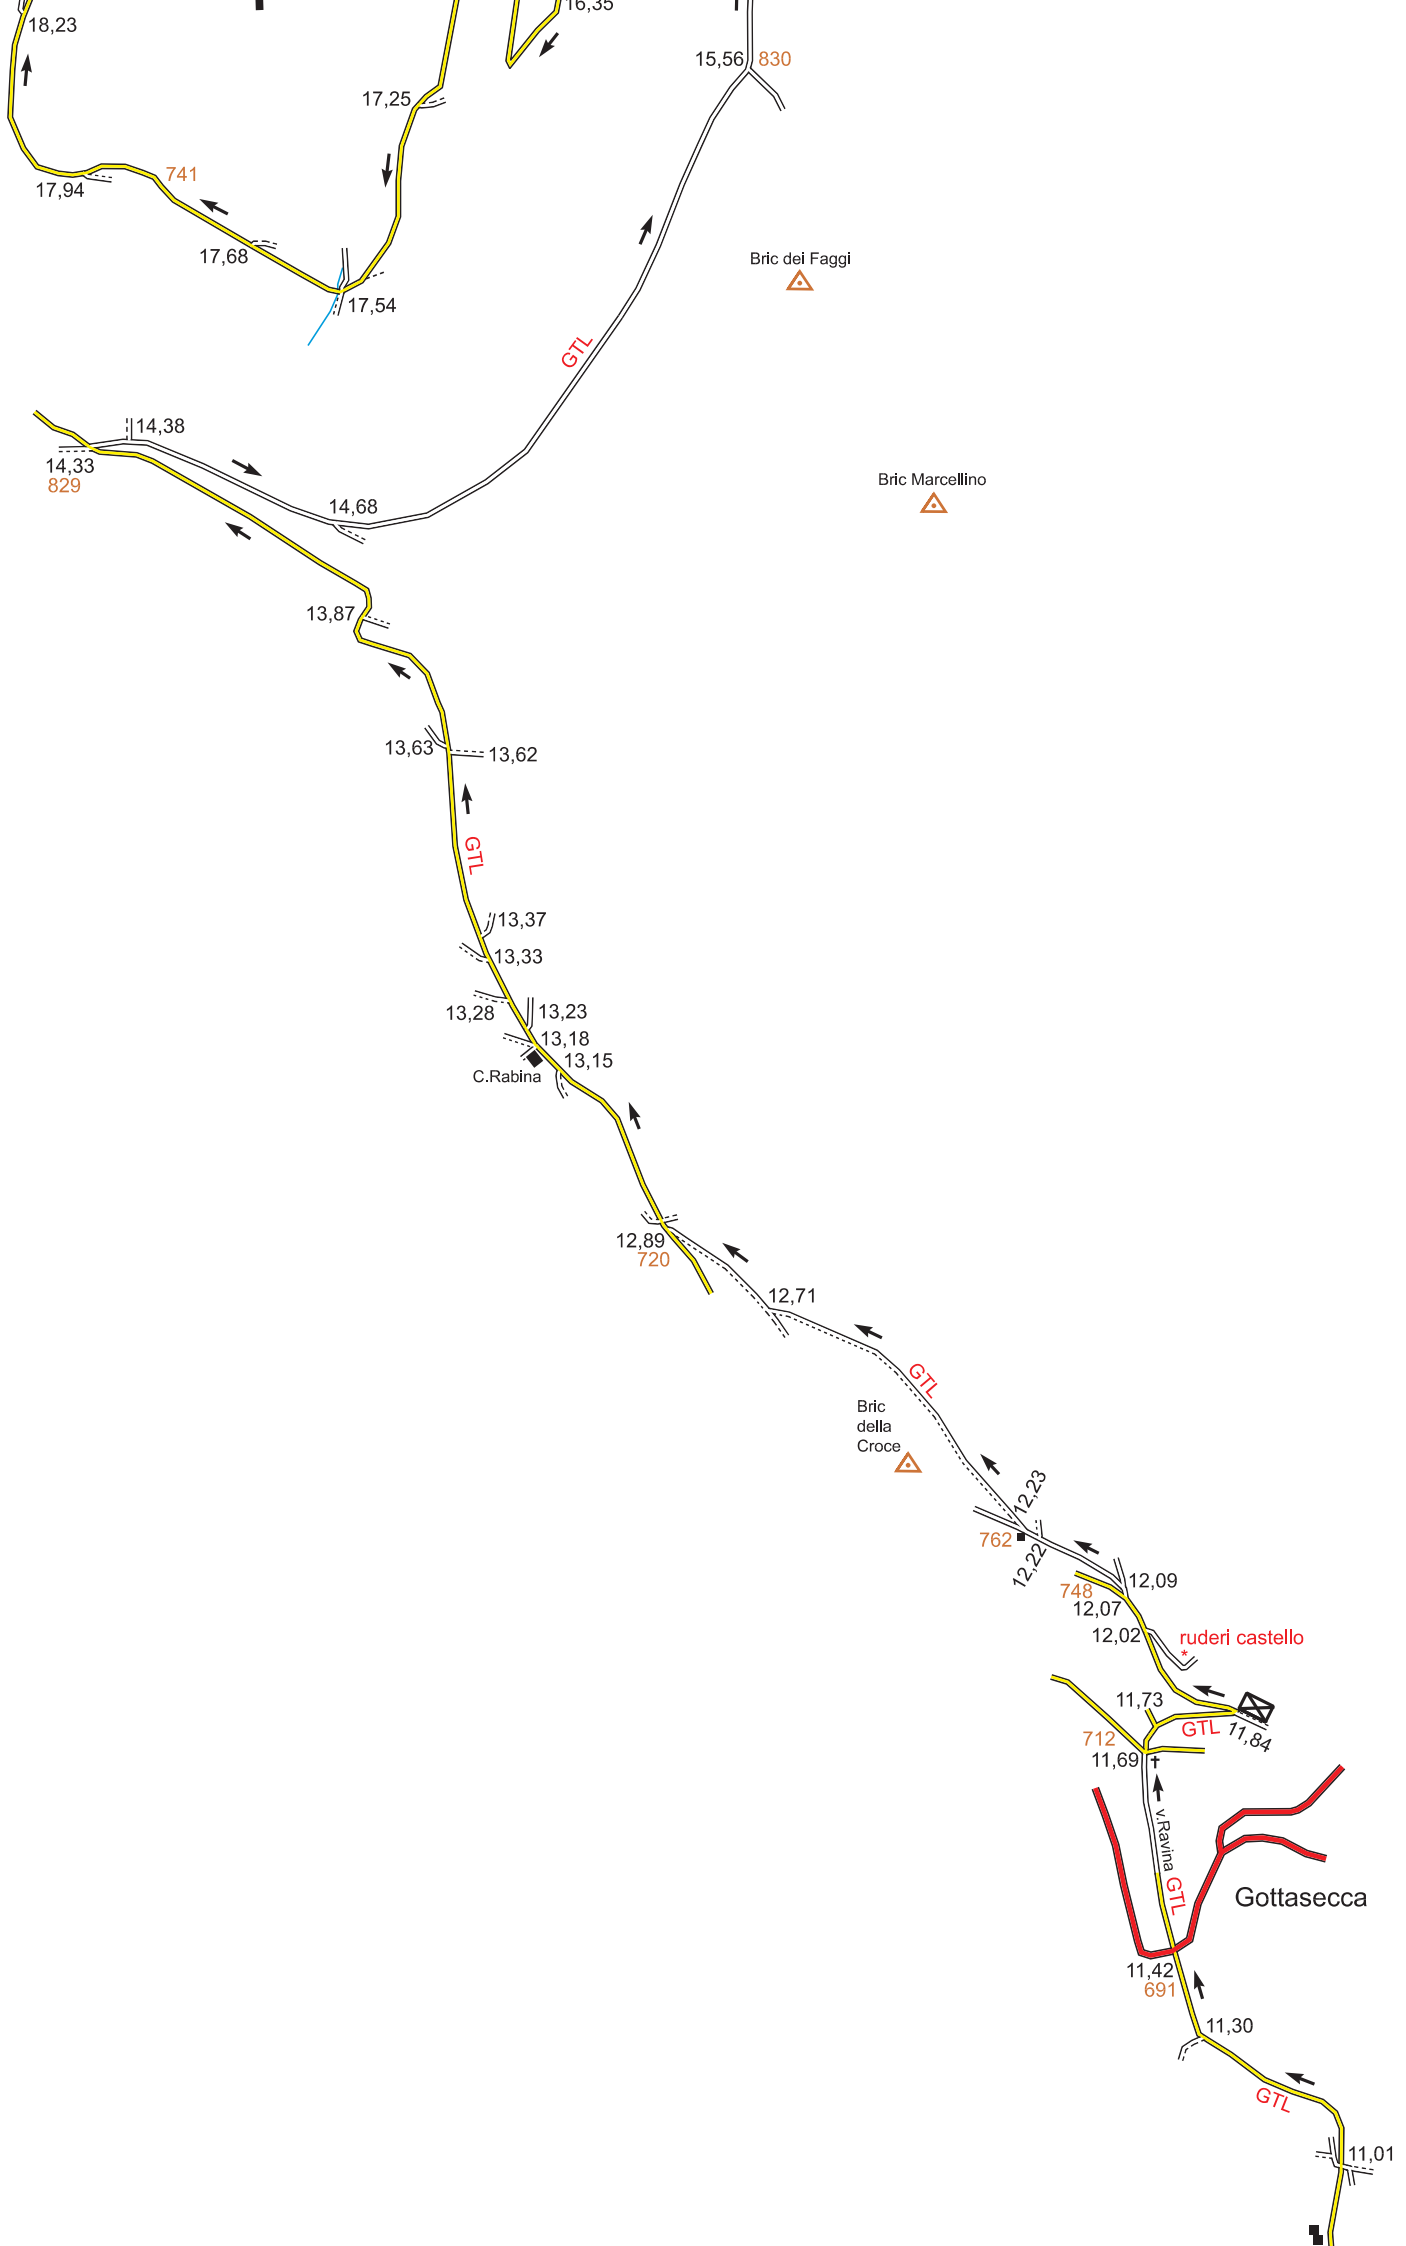 16,35
18,23
15,56 830
17,25
741
17,94
17,68
Bric dei Faggi
17,54
GTL
14,38
14,33
829
Bric Marcellino
14,68
13,87
13,63
13,62
GTL
13,37
13,33
13,28
13,23
13,18
13,15
C.Rabina
12,89
720
12,71
GTL
Bric
della
Croce
12,23
762
12,22
12,09
748
12,07
12,02
ruderi castello
*
11,73
GTL
11,84
712
11,69
v.Ravina
GTL
Gottasecca
11,42
691
11,30
GTL
11,01